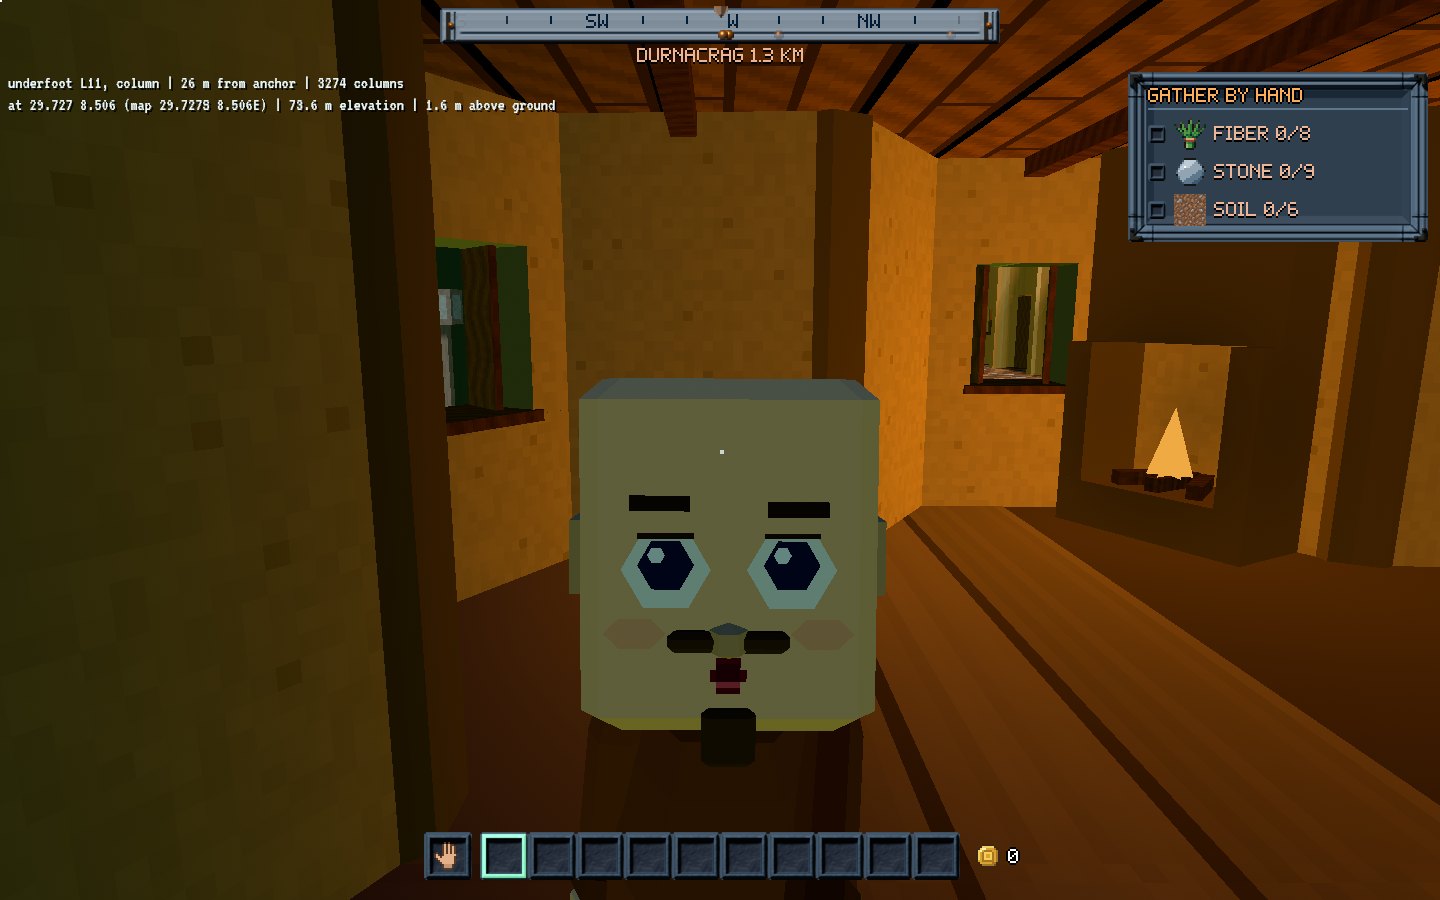 SW W NW
DURNACRAG 1.3 KM
underfoot L11, column | 26 m from anchor | 3274 columns
at 29.727 8.506 (map 29.727S 8.506E) | 73.6 m elevation | 1.6 m above ground
GATHER BY HAND
FIBER 0/8
STONE 0/9
SOIL 0/6
0